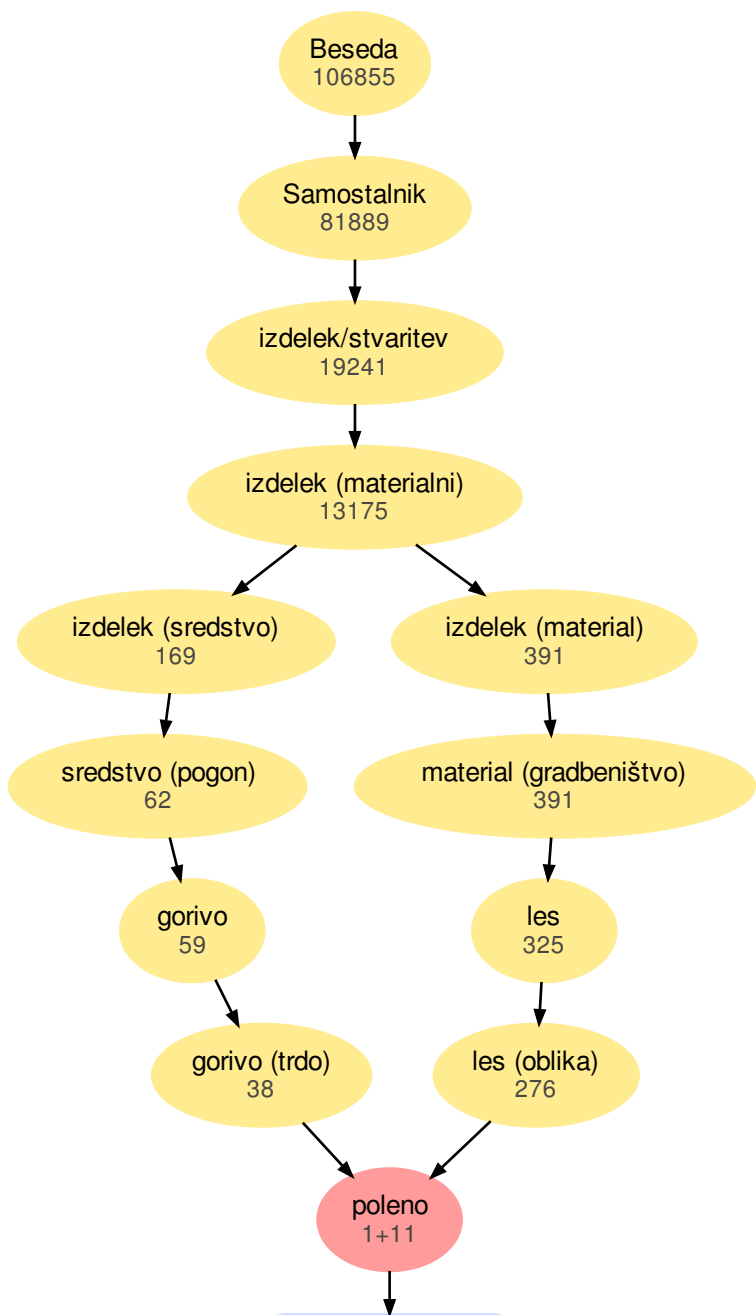 Beseda
106855
Samostalnik
81889
izdelek/stvaritev
19241
izdelek (materialni)
13175
izdelek (sredstvo)
169
izdelek (material)
391
sredstvo (pogon)
62
material (gradbeništvo)
391
gorivo
59
les
325
gorivo (trdo)
38
les (oblika)
276
poleno
1+11